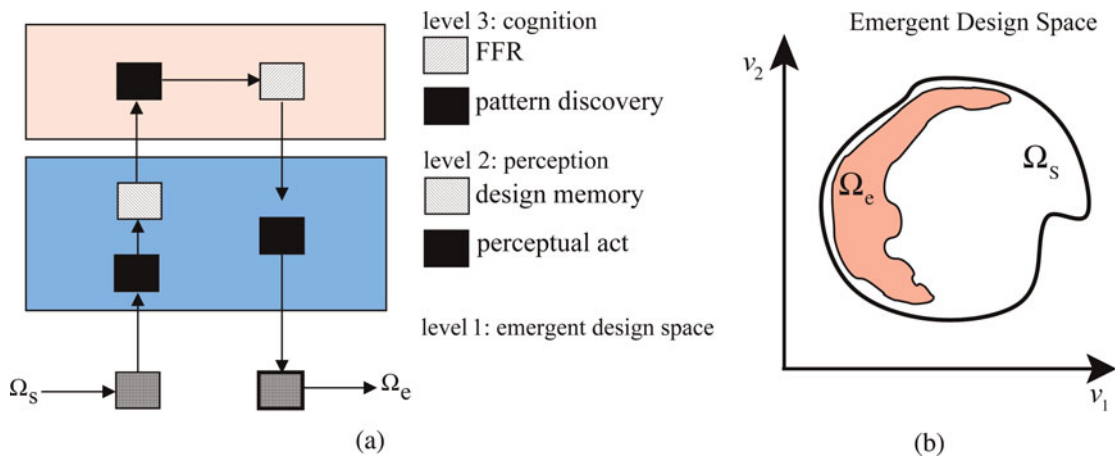 level 3: cognition
FFR
pattern discovery
level 2: perception
design memory
perceptual act
level 1: emergent design space
Ωs
Ωe
(a)
Emergent Design Space
v2
Ωs
Ωe
v1
(b)